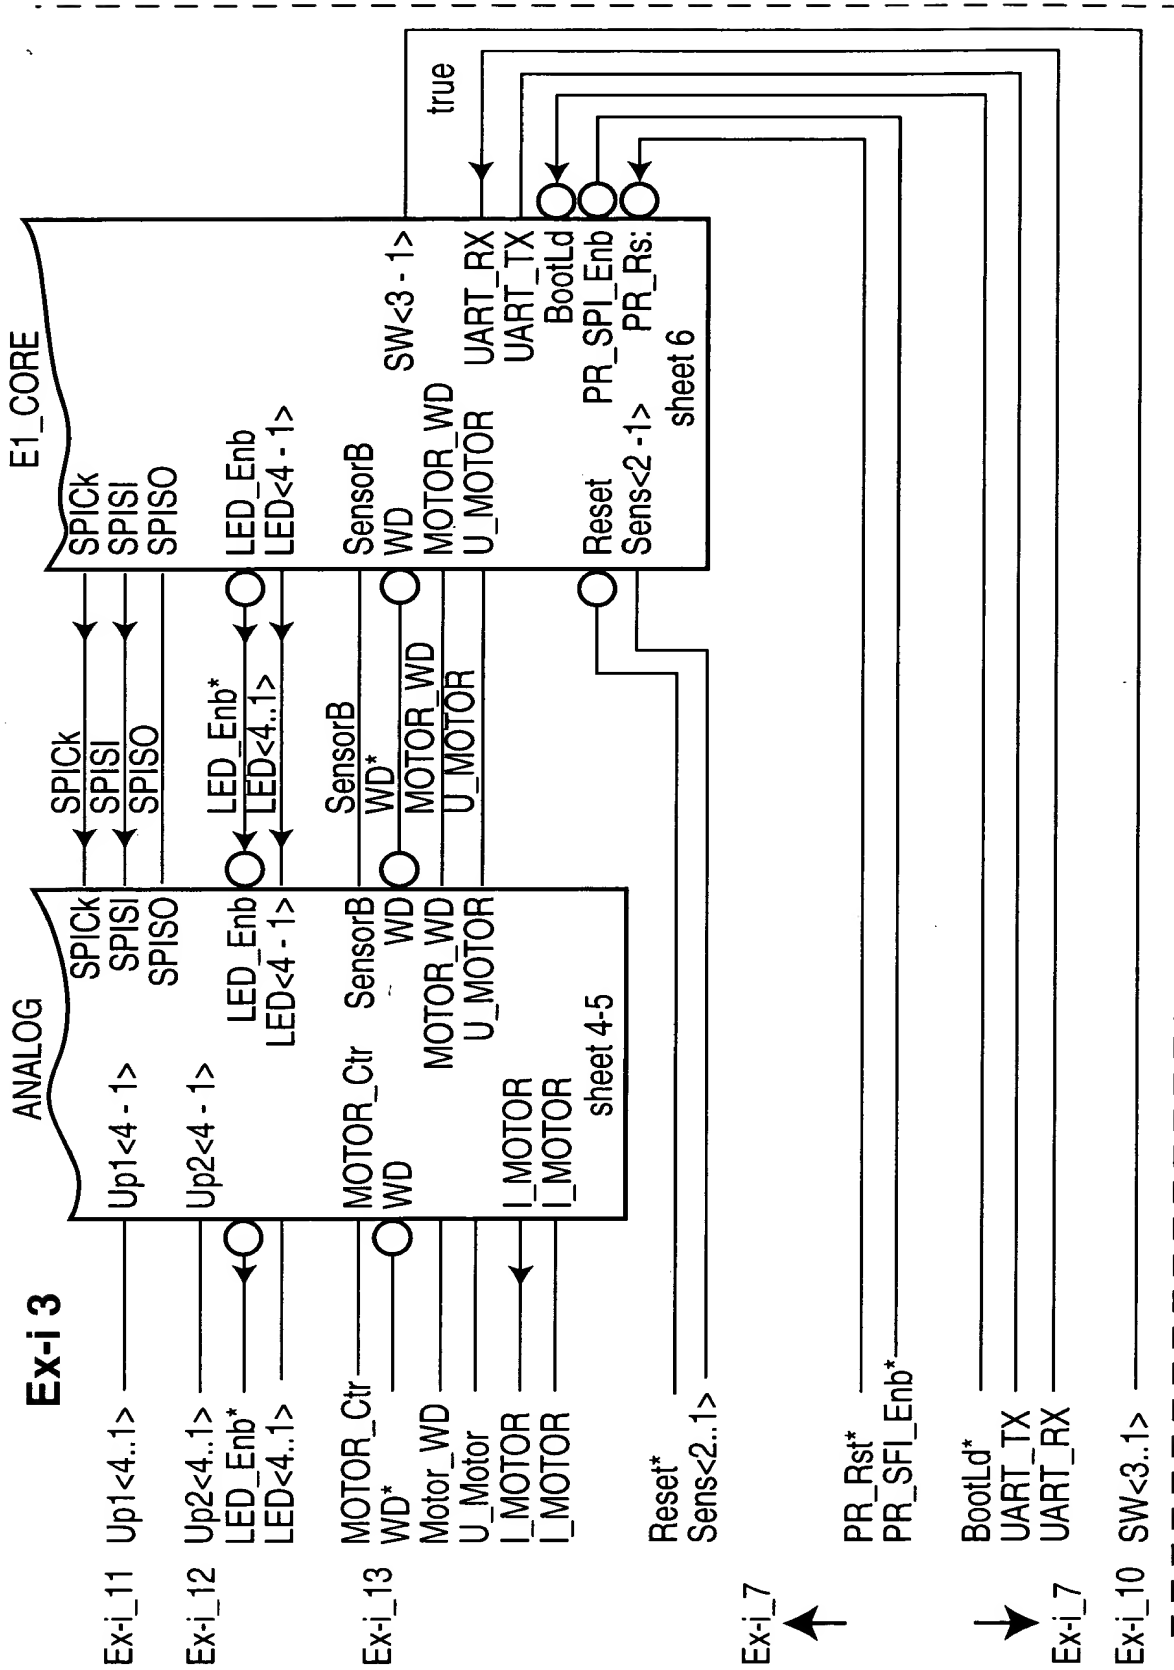 Ex-i 3
ANALOG
E1_CORE
Ex-i_11 Up1<4..1>
Up1<4 - 1>
Ex-i_12 Up2<4..1>
Up2<4 - 1>
LED_Enb*
LED<4..1>
MOTOR_Ctr
MOTOR_Ctr
Ex-i_13 WD*
WD
Motor_WD
U_Motor
I_MOTOR
I_MOTOR
I_MOTOR
I_MOTOR
SPICk
SPISI
SPISO
LED_Enb
LED<4 - 1>
SensorB
WD
MOTOR_WD
U_MOTOR
sheet 4-5
SPICk
SPISI
SPISO
LED_Enb*
LED<4..1>
SensorB
WD*
MOTOR_WD
U_MOTOR
SPICk
SPISI
SPISO
LED_Enb
LED<4 - 1>
SensorB
WD
MOTOR_WD
U_MOTOR
Reset
Sens<2 -1>
SW<3 - 1>
UART_RX
UART_TX
BootLd
PR_SPI_Enb
PR_Rs:
sheet 6
true
Reset*
Sens<2..1>
Ex-i_7
PR_Rst*
PR_SFI_Enb*
BootLd*
UART_TX
Ex-i_7 UART_RX
Ex-i_10 SW<3..1>